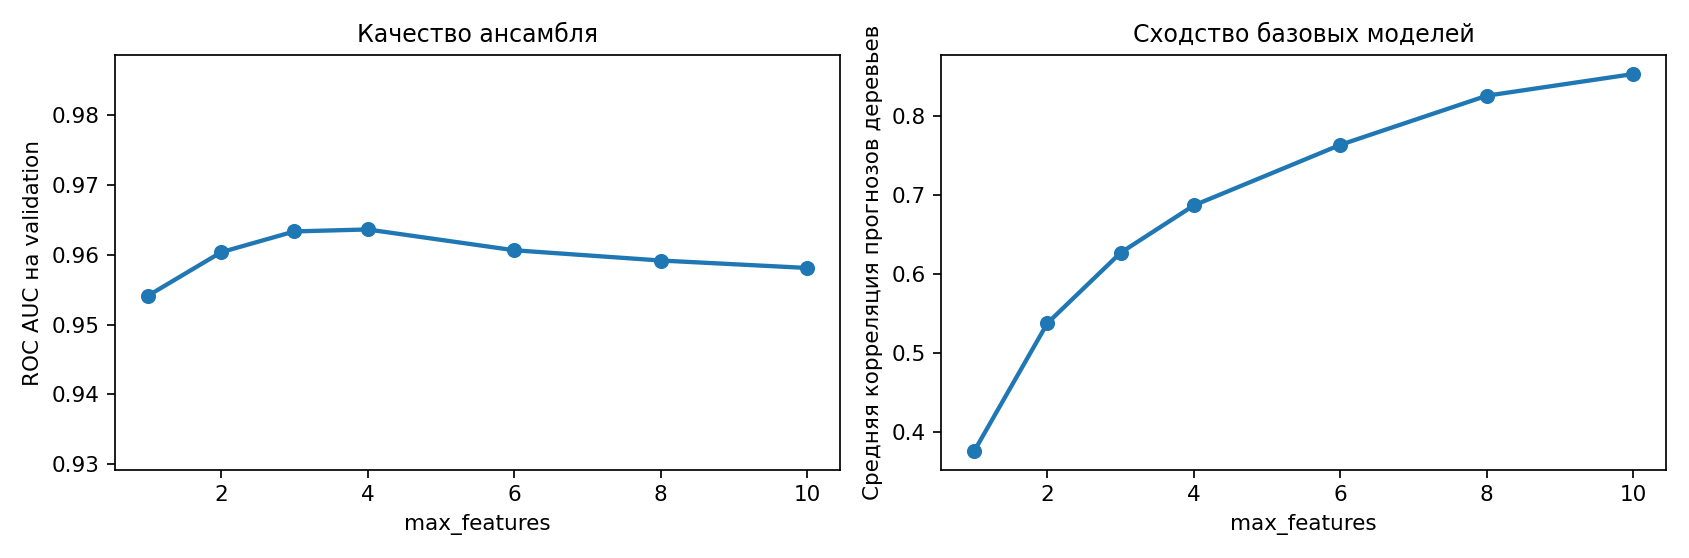 Качество ансамбля
ROC AUC на validation
0.98
0.97
0.96
0.95
0.94
0.93
2 4 6 8 10
max_features
Сходство базовых моделей
Средняя корреляция прогнозов деревьев
0.8
0.7
0.6
0.5
0.4
2 4 6 8 10
max_features